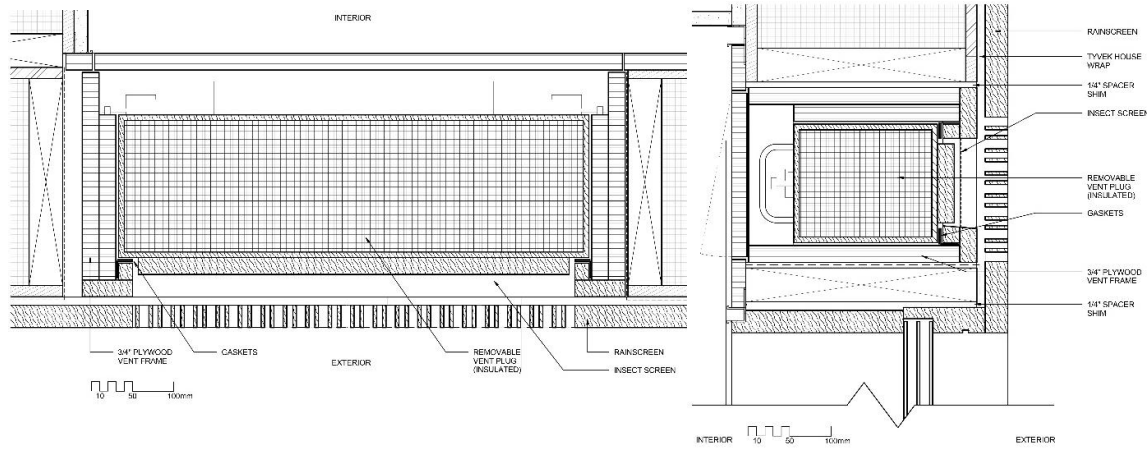 INTERIOR
3/4" PLYWOOD
VENT FRAME
GASKETS
EXTERIOR
REMOVABLE
VENT PLUG
(INSULATED)
RAINSCREEN
INSECT SCREEN
10 50 100mm
RAINSCREEN
TYVEK HOUSE
WRAP
1/4" SPACER
SHIM
INSECT SCREEN
REMOVABLE
VENT PLUG
(INSULATED)
GASKETS
3/4" PLYWOOD
VENT FRAME
1/4" SPACER
SHIM
INTERIOR
10 50 100mm
EXTERIOR